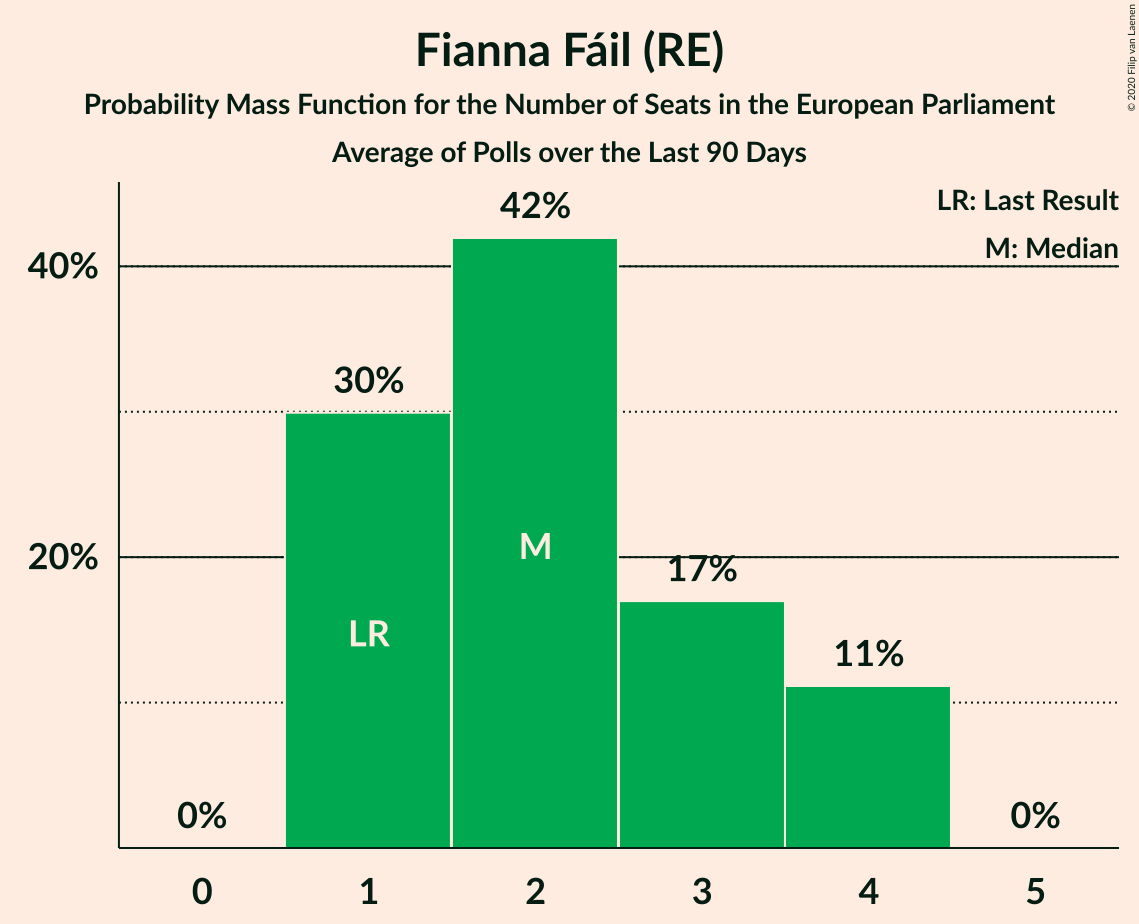 Fianna Fáil (RE)
Probability Mass Function for the Number of Seats in the European Parliament
Average of Polls over the Last 90 Days
© 2020 Filip van Laenen
LR: Last Result
M: Median
42%
40%
30%
M
20%
17%
LR
11%
0%
0%
0 1 2 3 4 5